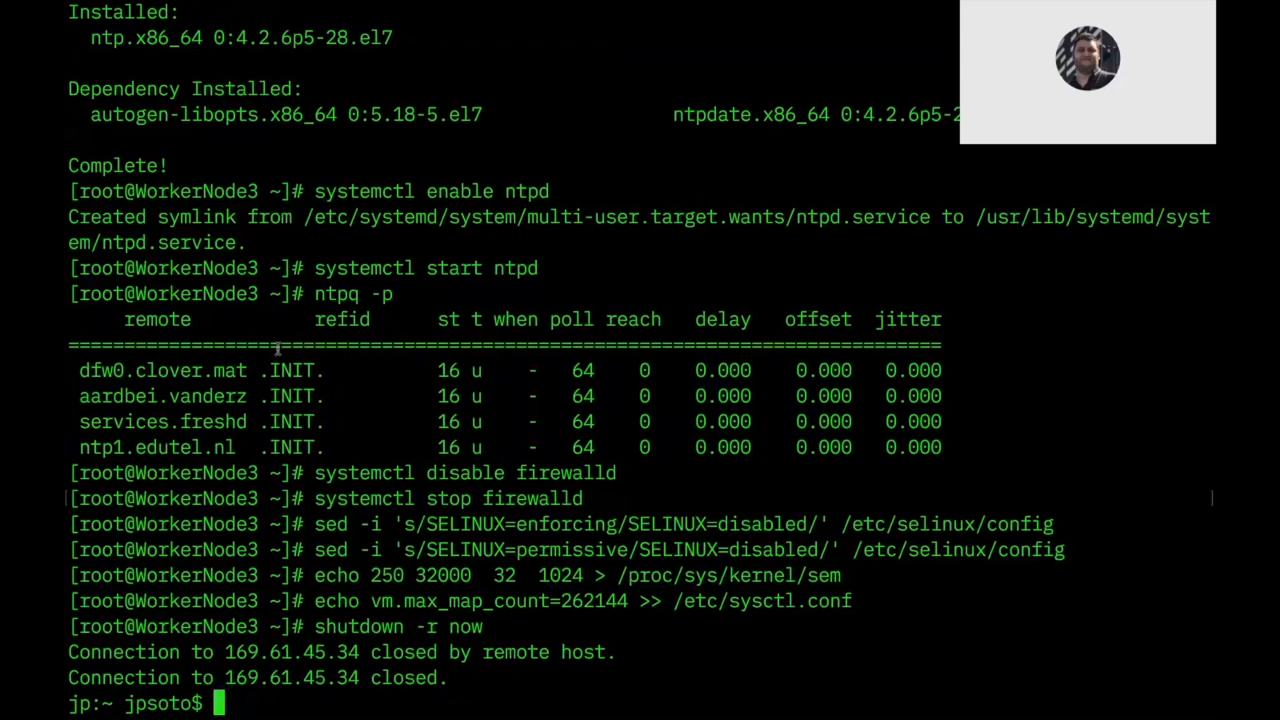 Installed:
ntp.x86_64 0:4.2.6p5-28.el7
Dependency Installed:
autogen-libopts.x86_64 0:5.18-5.el7 ntpdate.x86_64 0:4.2.6p5-2
Complete!
[root@WorkerNode3 ~]# systemctl enable ntpd
Created symlink from /etc/systemd/system/multi-user.target.wants/ntpd.service to /usr/lib/systemd/syst
em/ntpd.service.
[root@WorkerNode3 ~]# systemctl start ntpd
[root@WorkerNode3 ~]# ntpq -p
remote refid st t when poll reach delay offset jitter
==============================================================================
dfw0.clover.mat .INIT. 16 u - 64 0 0.000 0.000 0.000
aardbei.vanderz .INIT. 16 u - 64 0 0.000 0.000 0.000
services.freshd .INIT. 16 u - 64 0 0.000 0.000 0.000
ntp1.edutel.nl .INIT. 16 u - 64 0 0.000 0.000 0.000
[root@WorkerNode3 ~]# systemctl disable firewalld
[root@WorkerNode3 ~]# systemctl stop firewalld
[root@WorkerNode3 ~]# sed -i 's/SELINUX=enforcing/SELINUX=disabled/' /etc/selinux/config
[root@WorkerNode3 ~]# sed -i 's/SELINUX=permissive/SELINUX=disabled/' /etc/selinux/config
[root@WorkerNode3 ~]# echo 250 32000  32  1024 > /proc/sys/kernel/sem
[root@WorkerNode3 ~]# echo vm.max_map_count=262144 >> /etc/sysctl.conf
[root@WorkerNode3 ~]# shutdown -r now
Connection to 169.61.45.34 closed by remote host.
Connection to 169.61.45.34 closed.
jp:~ jpsoto$